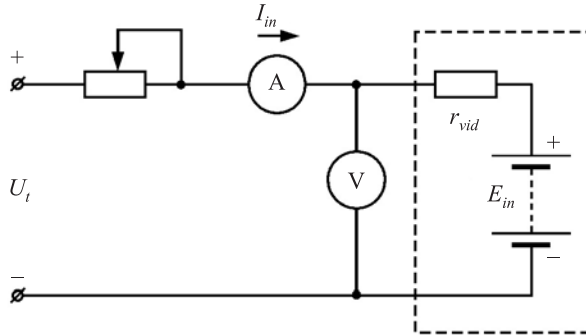 I_in
+
A
r_vid
+
V
U_t
E_in
−
−